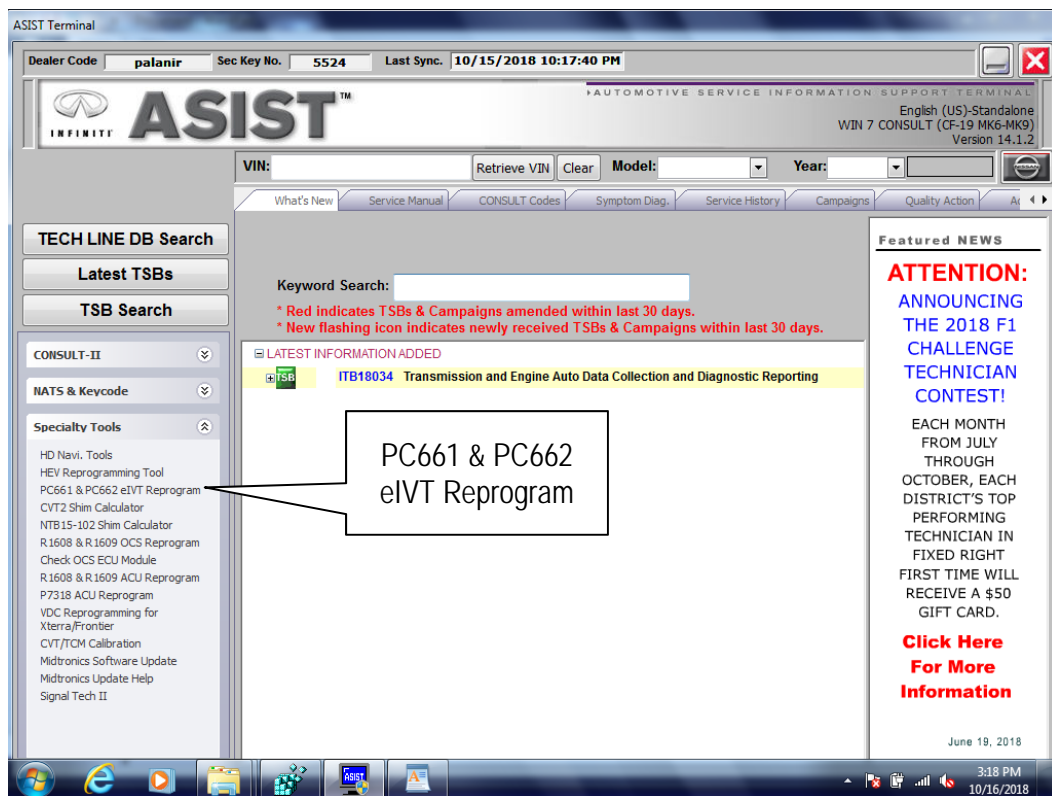 ASIST Terminal
Dealer Code palanir Sec Key No. 5524 Last Sync. 10/15/2018 10:17:40 PM
INFINITI ASIST™
AUTOMOTIVE SERVICE INFORMATION SUPPORT TERMINAL
English (US)-Standalone
WIN 7 CONSULT (CF-19 MK6-MK9)
Version 14.1.2
VIN: Retrieve VIN Clear Model: Year: NISSAN
What's New Service Manual CONSULT Codes Symptom Diag. Service History Campaigns Quality Action
TECH LINE DB Search
Latest TSBs
TSB Search
CONSULT-II
NATS & Keycode
Specialty Tools
HD Navi. Tools
HEV Reprogramming Tool
PC661 & PC662 eIVT Reprogram
CVT2 Shim Calculator
NTB15-102 Shim Calculator
R1608 & R1609 OCS Reprogram
Check OCS ECU Module
R1608 & R1609 ACU Reprogram
P7318 ACU Reprogram
VDC Reprogramming for
Xterra/Frontier
CVT/TCM Calibration
Midtronics Software Update
Midtronics Update Help
Signal Tech II
Keyword Search:
* Red indicates TSBs & Campaigns amended within last 30 days.
* New flashing icon indicates newly received TSBs & Campaigns within last 30 days.
LATEST INFORMATION ADDED
TSB ITB18034 Transmission and Engine Auto Data Collection and Diagnostic Reporting
PC661 & PC662
eIVT Reprogram
Featured NEWS
ATTENTION:
ANNOUNCING
THE 2018 F1
CHALLENGE
TECHNICIAN
CONTEST!
EACH MONTH
FROM JULY
THROUGH
OCTOBER, EACH
DISTRICT'S TOP
PERFORMING
TECHNICIAN IN
FIXED RIGHT
FIRST TIME WILL
RECEIVE A $50
GIFT CARD.
Click Here
For More
Information
June 19, 2018
ASIST
3:18 PM
10/16/2018